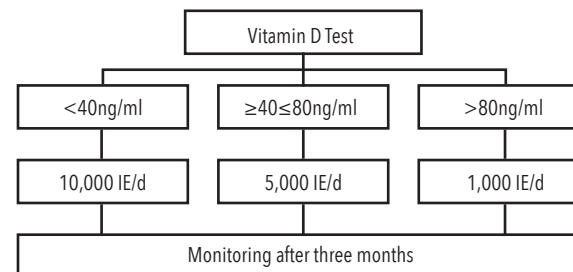 Vitamin D Test
<40ng/ml
≥40≤80ng/ml
>80ng/ml
10,000 IE/d
5,000 IE/d
1,000 IE/d
Monitoring after three months